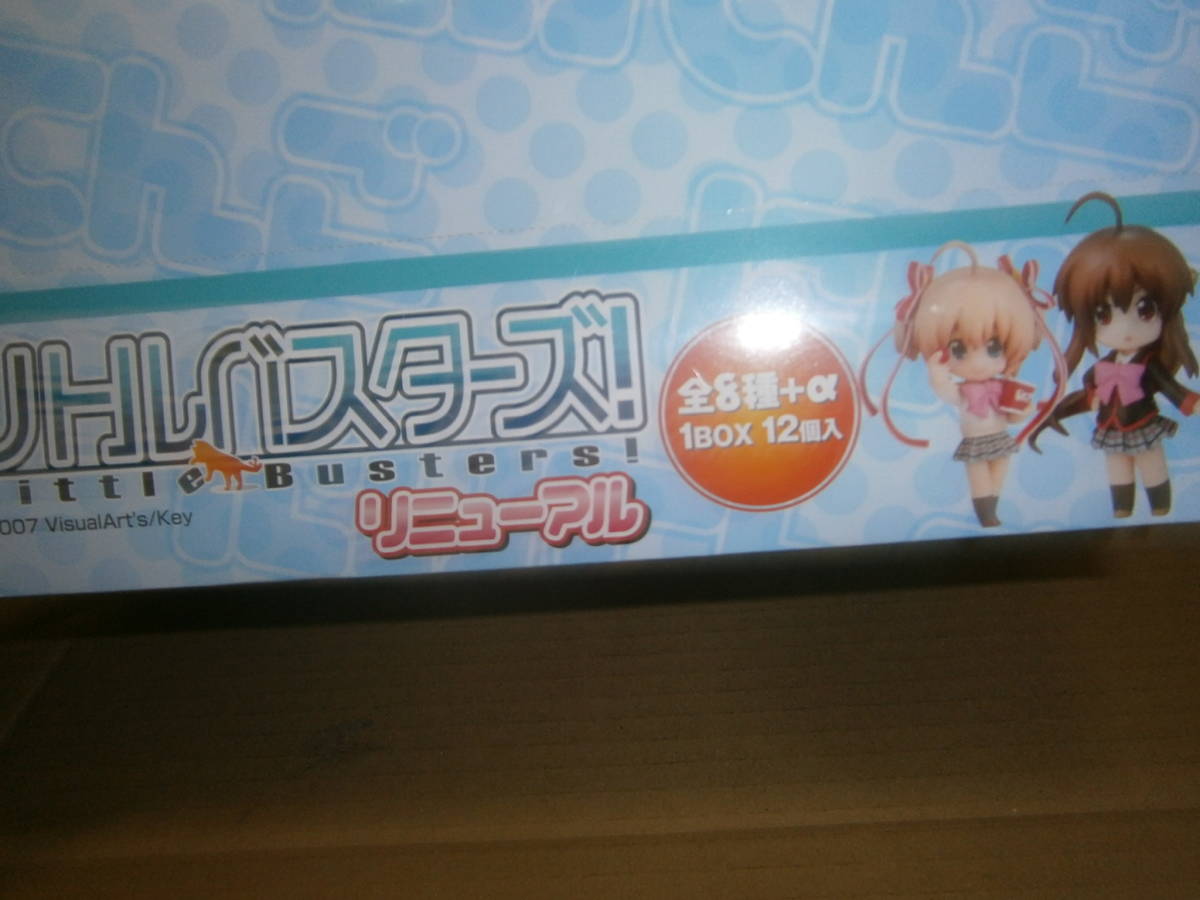 リトルバスターズ!
ittle Busters!
リニューアル
007 VisualArt's/Key
全8種+α
1BOX 12個入